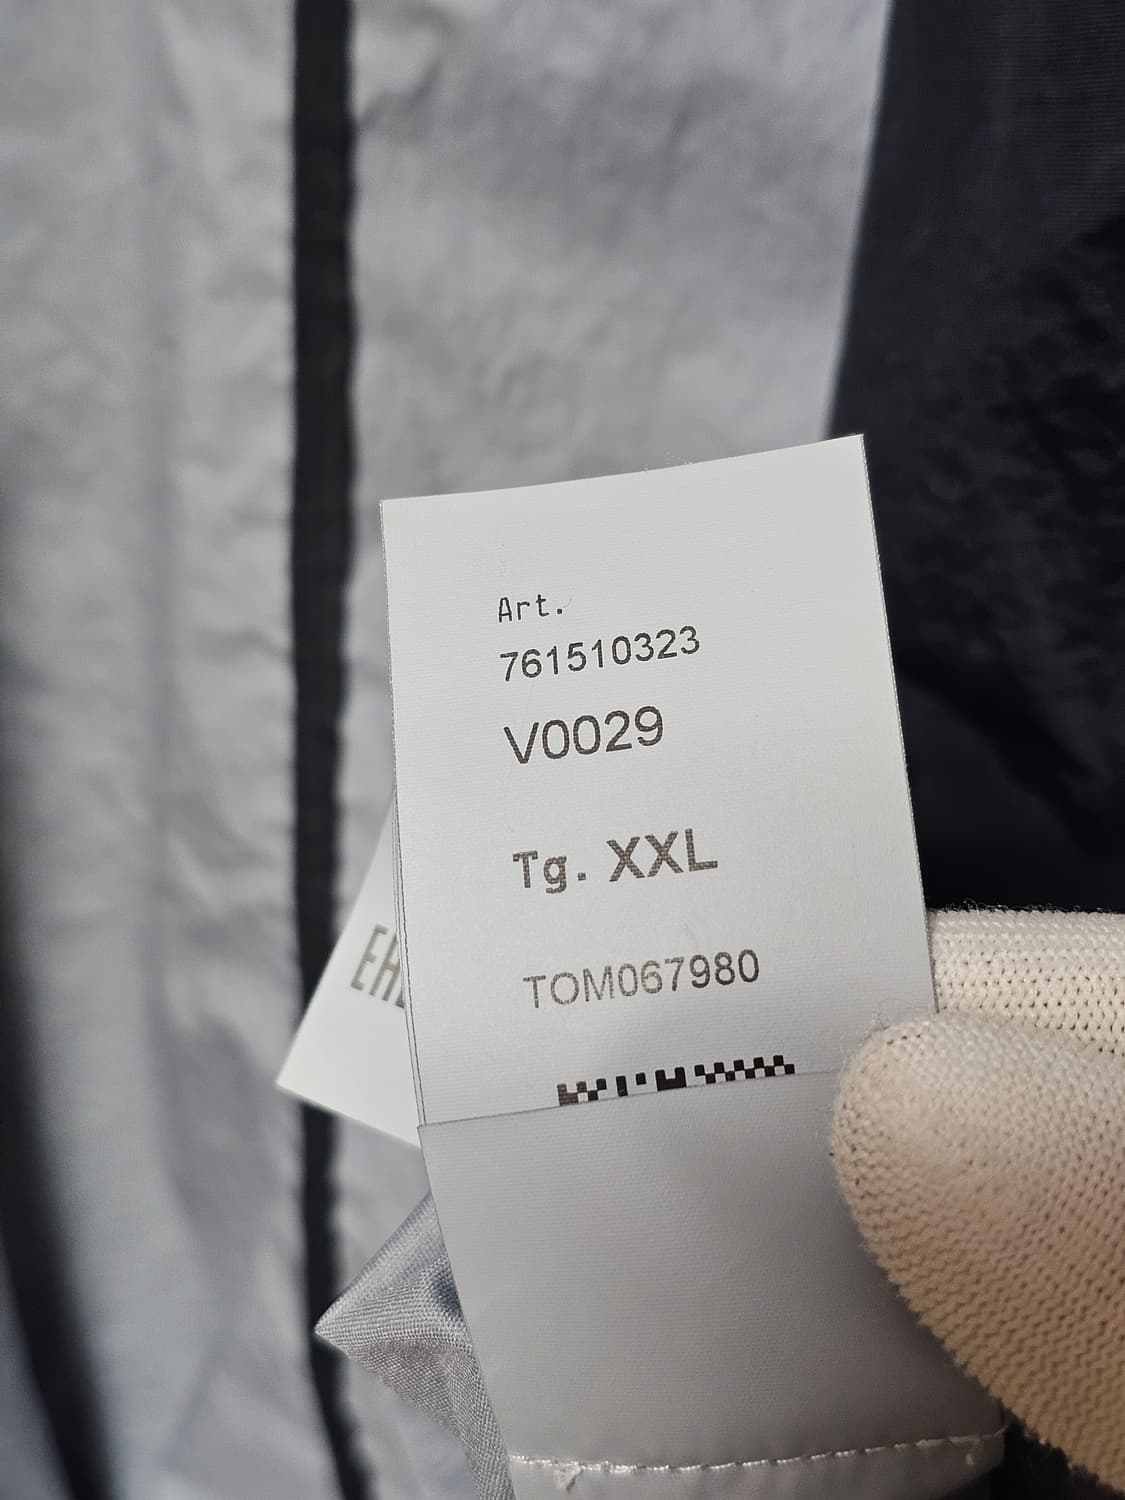 Art.
761510323
V0029
Tg. XXL
TOM067980